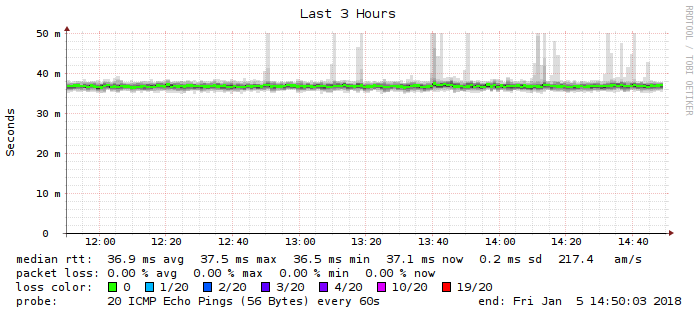 Last 3 Hours
RRDTOOL / TOBI OETIKER
Seconds
50 m
40 m
30 m
20 m
10 m
0
12:00 12:20 12:40 13:00 13:20 13:40 14:00 14:20 14:40
median rtt: 36.9 ms avg 37.5 ms max 36.5 ms min 37.1 ms now 0.2 ms sd 217.4 am/s
packet loss: 0.00 % avg 0.00 % max 0.00 % min 0.00 % now
loss color: 0 1/20 2/20 3/20 4/20 10/20 19/20
probe: 20 ICMP Echo Pings (56 Bytes) every 60s end: Fri Jan 5 14:50:03 2018